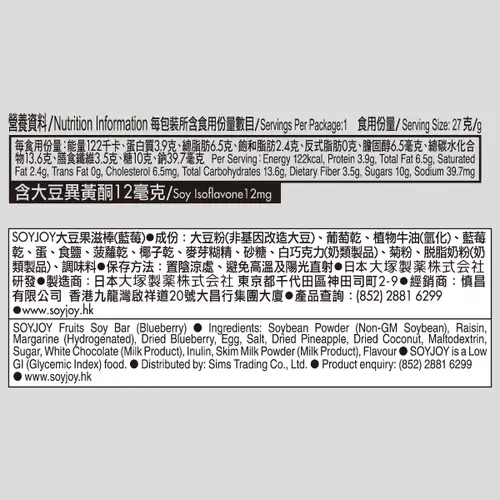 營養資料/Nutrition Information 每包裝所含食用份量數目/Servings Per Package:1 食用份量/Serving Size: 27 克/g
每食用份量:能量122千卡、蛋白質3.9克、總脂肪6.5克、飽和脂肪2.4克、反式脂肪0克、膽固醇6.5毫克、總碳水化合
物13.6克、膳食纖維3.5克、糖10克、鈉39.7毫克 Per Serving : Energy 122kcal, Protein 3.9g, Total Fat 6.5g, Saturated
Fat 2.4g, Trans Fat 0g, Cholesterol 6.5mg, Total Carbohydrates 13.6g, Dietary Fiber 3.5g, Sugars 10g, Sodium 39.7mg
含大豆異黃酮12毫克/Soy Isoflavone12mg
SOYJOY大豆果滋棒(藍莓)●成份：大豆粉(非基因改造大豆)、葡萄乾、植物牛油(氫化)、藍莓
乾、蛋、食鹽、菠蘿乾、椰子乾、麥芽糊精、砂糖、白巧克力(奶類製品)、菊粉、脱脂奶粉(奶
類製品)、調味料●保存方法：置陰涼處、避免高溫及陽光直射●日本大塚製薬株式会社
研發●製造商：日本大塚製薬株式会社 東京都千代田區神田司町2-9●經銷商：慎昌
有限公司 香港九龍灣啟祥道20號大昌行集團大廈●產品查詢：(852) 2881 6299
●www.soyjoy.hk
SOYJOY Fruits Soy Bar (Blueberry) ● Ingredients: Soybean Powder (Non-GM Soybean), Raisin,
Margarine (Hydrogenated), Dried Blueberry, Egg, Salt, Dried Pineapple, Dried Coconut, Maltodextrin,
Sugar, White Chocolate (Milk Product), Inulin, Skim Milk Powder (Milk Product), Flavour ● SOYJOY is a Low
GI (Glycemic Index) food. ● Distributed by: Sims Trading Co., Ltd. ● Product enquiry: (852) 2881 6299
● www.soyjoy.hk